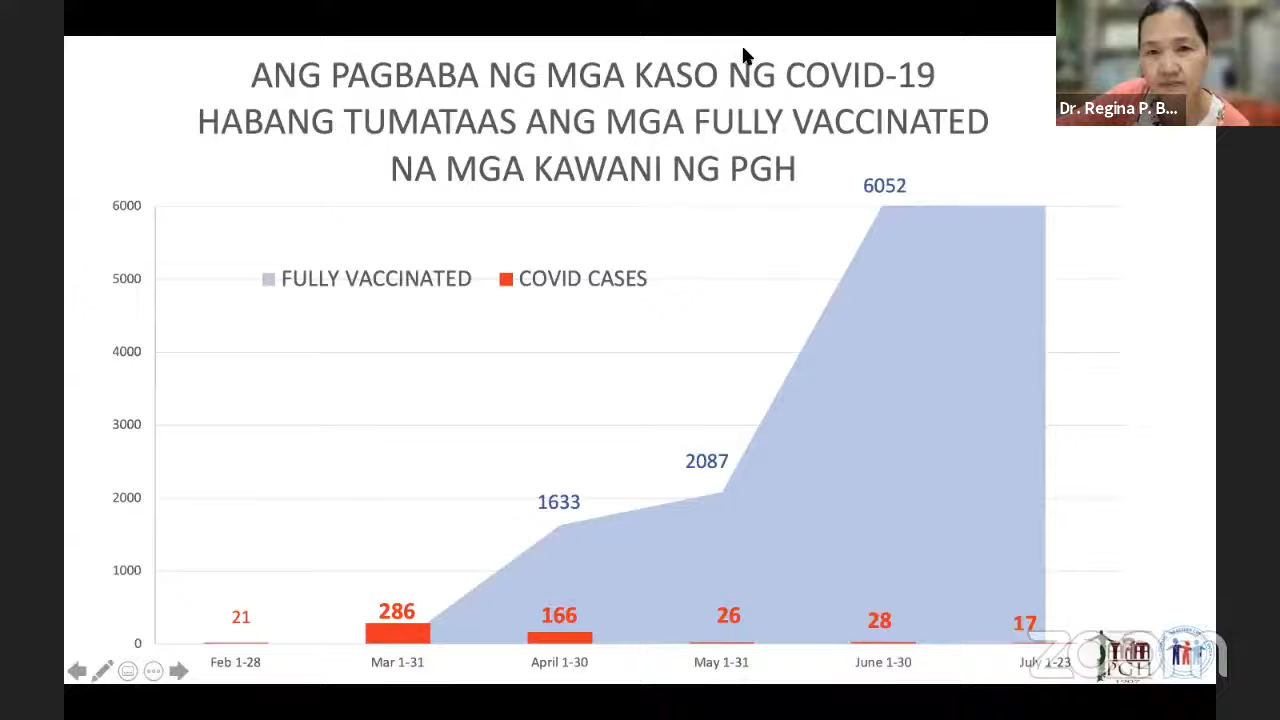 ANG PAGBABA NG MGA KASO NG COVID-19
HABANG TUMATAAS ANG MGA FULLY VACCINATED
NA MGA KAWANI NG PGH
Dr. Regina P. B...
6052
6000
FULLY VACCINATED COVID CASES
5000
4000
3000
2087
2000
1633
1000
21 286 166 26 28 17
0
Feb 1-28 Mar 1-31 April 1-30 May 1-31 June 1-30 July 1-23
zoom
PGH
1907